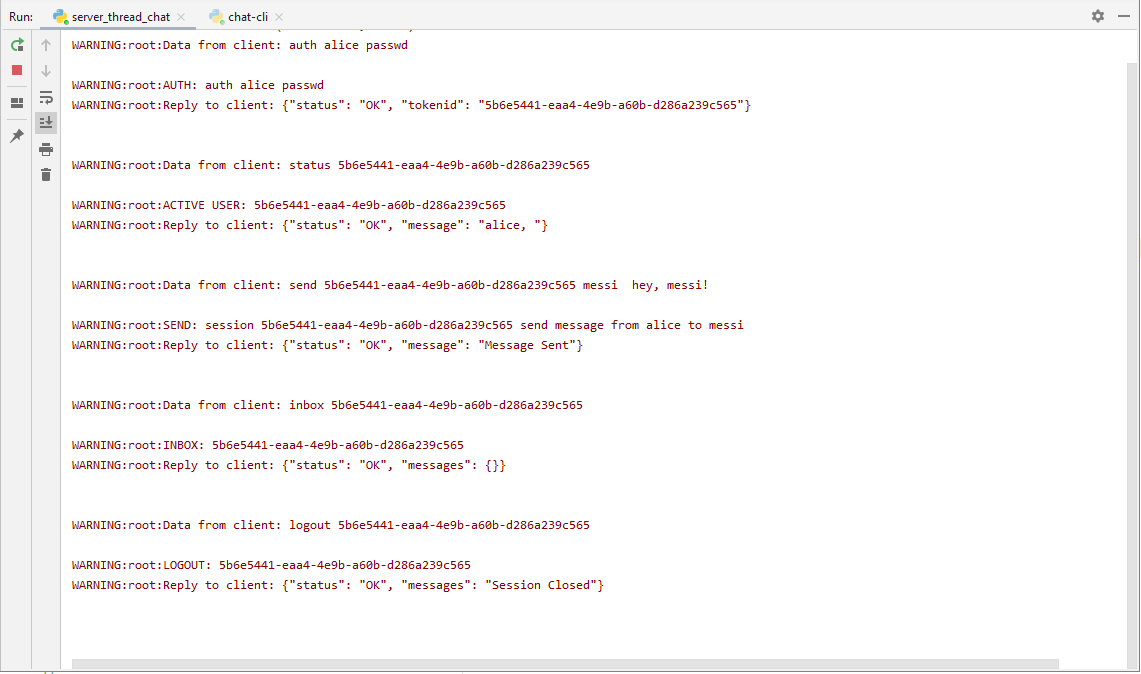 Run: server_thread_chat chat-cli
WARNING:root:Data from client: auth alice passwd
WARNING:root:AUTH: auth alice passwd
WARNING:root:Reply to client: {"status": "OK", "tokenid": "5b6e5441-eaa4-4e9b-a60b-d286a239c565"}
WARNING:root:Data from client: status 5b6e5441-eaa4-4e9b-a60b-d286a239c565
WARNING:root:ACTIVE USER: 5b6e5441-eaa4-4e9b-a60b-d286a239c565
WARNING:root:Reply to client: {"status": "OK", "message": "alice, "}
WARNING:root:Data from client: send 5b6e5441-eaa4-4e9b-a60b-d286a239c565 messi  hey, messi!
WARNING:root:SEND: session 5b6e5441-eaa4-4e9b-a60b-d286a239c565 send message from alice to messi
WARNING:root:Reply to client: {"status": "OK", "message": "Message Sent"}
WARNING:root:Data from client: inbox 5b6e5441-eaa4-4e9b-a60b-d286a239c565
WARNING:root:INBOX: 5b6e5441-eaa4-4e9b-a60b-d286a239c565
WARNING:root:Reply to client: {"status": "OK", "messages": {}}
WARNING:root:Data from client: logout 5b6e5441-eaa4-4e9b-a60b-d286a239c565
WARNING:root:LOGOUT: 5b6e5441-eaa4-4e9b-a60b-d286a239c565
WARNING:root:Reply to client: {"status": "OK", "messages": "Session Closed"}